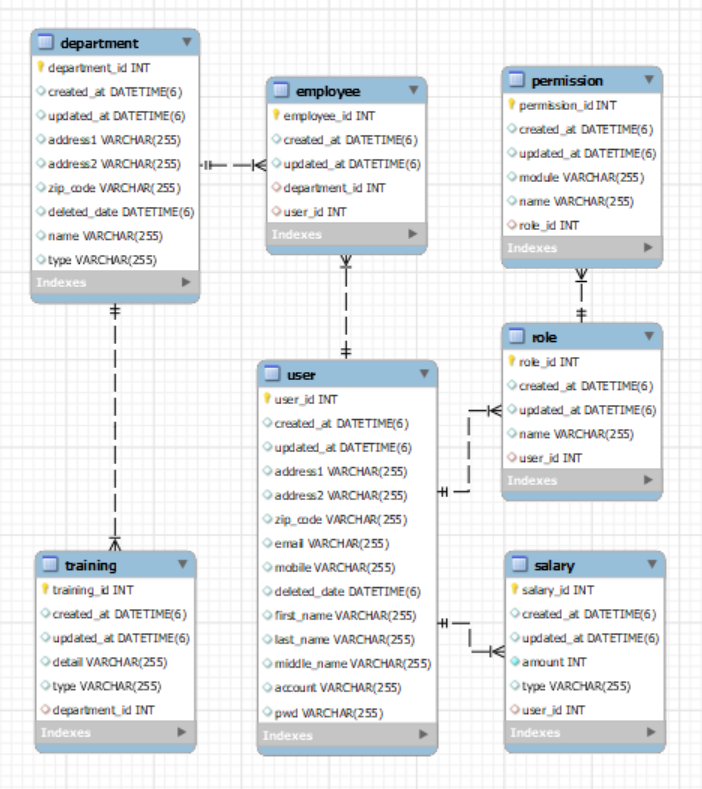 department
department_id INT
created_at DATETIME(6)
updated_at DATETIME(6)
address1 VARCHAR(255)
address2 VARCHAR(255)
zip_code VARCHAR(255)
deleted_date DATETIME(6)
name VARCHAR(255)
type VARCHAR(255)
Indexes
employee
employee_id INT
created_at DATETIME(6)
updated_at DATETIME(6)
department_id INT
user_id INT
Indexes
permission
permission_id INT
created_at DATETIME(6)
updated_at DATETIME(6)
module VARCHAR(255)
name VARCHAR(255)
role_id INT
Indexes
user
user_id INT
created_at DATETIME(6)
updated_at DATETIME(6)
address1 VARCHAR(255)
address2 VARCHAR(255)
zip_code VARCHAR(255)
email VARCHAR(255)
mobile VARCHAR(255)
deleted_date DATETIME(6)
first_name VARCHAR(255)
last_name VARCHAR(255)
middle_name VARCHAR(255)
account VARCHAR(255)
pwd VARCHAR(255)
Indexes
role
role_id INT
created_at DATETIME(6)
updated_at DATETIME(6)
name VARCHAR(255)
user_id INT
Indexes
training
training_id INT
created_at DATETIME(6)
updated_at DATETIME(6)
detail VARCHAR(255)
type VARCHAR(255)
department_id INT
Indexes
salary
salary_id INT
created_at DATETIME(6)
updated_at DATETIME(6)
amount INT
type VARCHAR(255)
user_id INT
Indexes